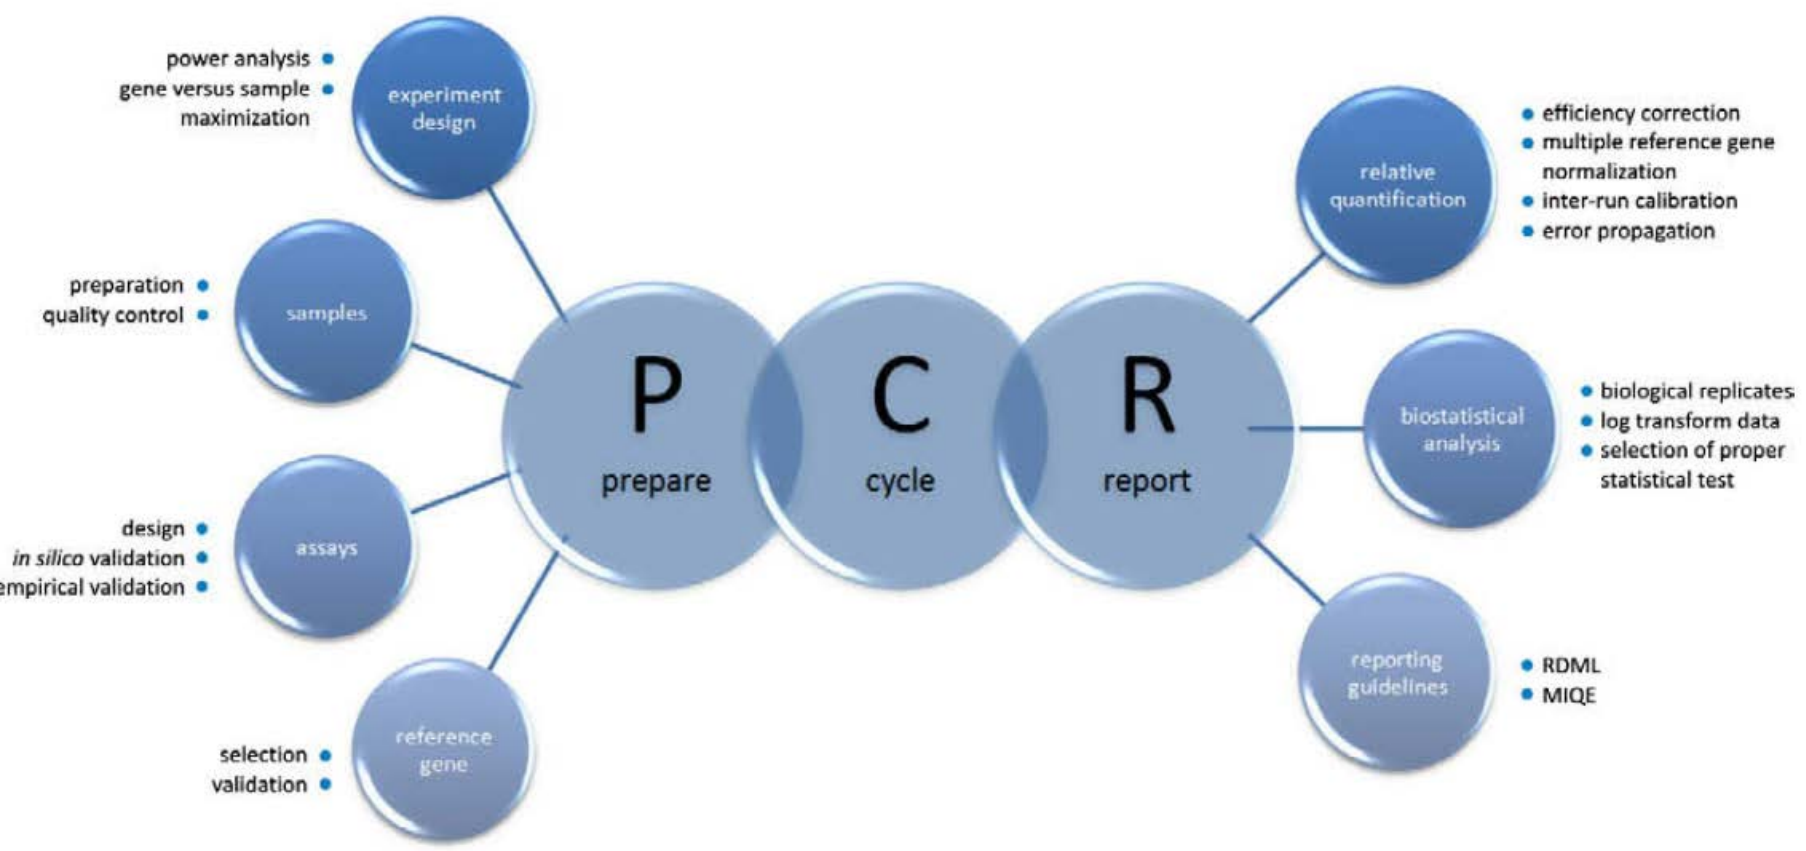 power analysis
gene versus sample
maximization
experiment
design
preparation
quality control
samples
design
in silico validation
empirical validation
assays
selection
validation
reference
gene
P
prepare
C
cycle
R
report
relative
quantification
efficiency correction
multiple reference gene
normalization
inter-run calibration
error propagation
biostatistical
analysis
biological replicates
log transform data
selection of proper
statistical test
reporting
guidelines
RDML
MIQE